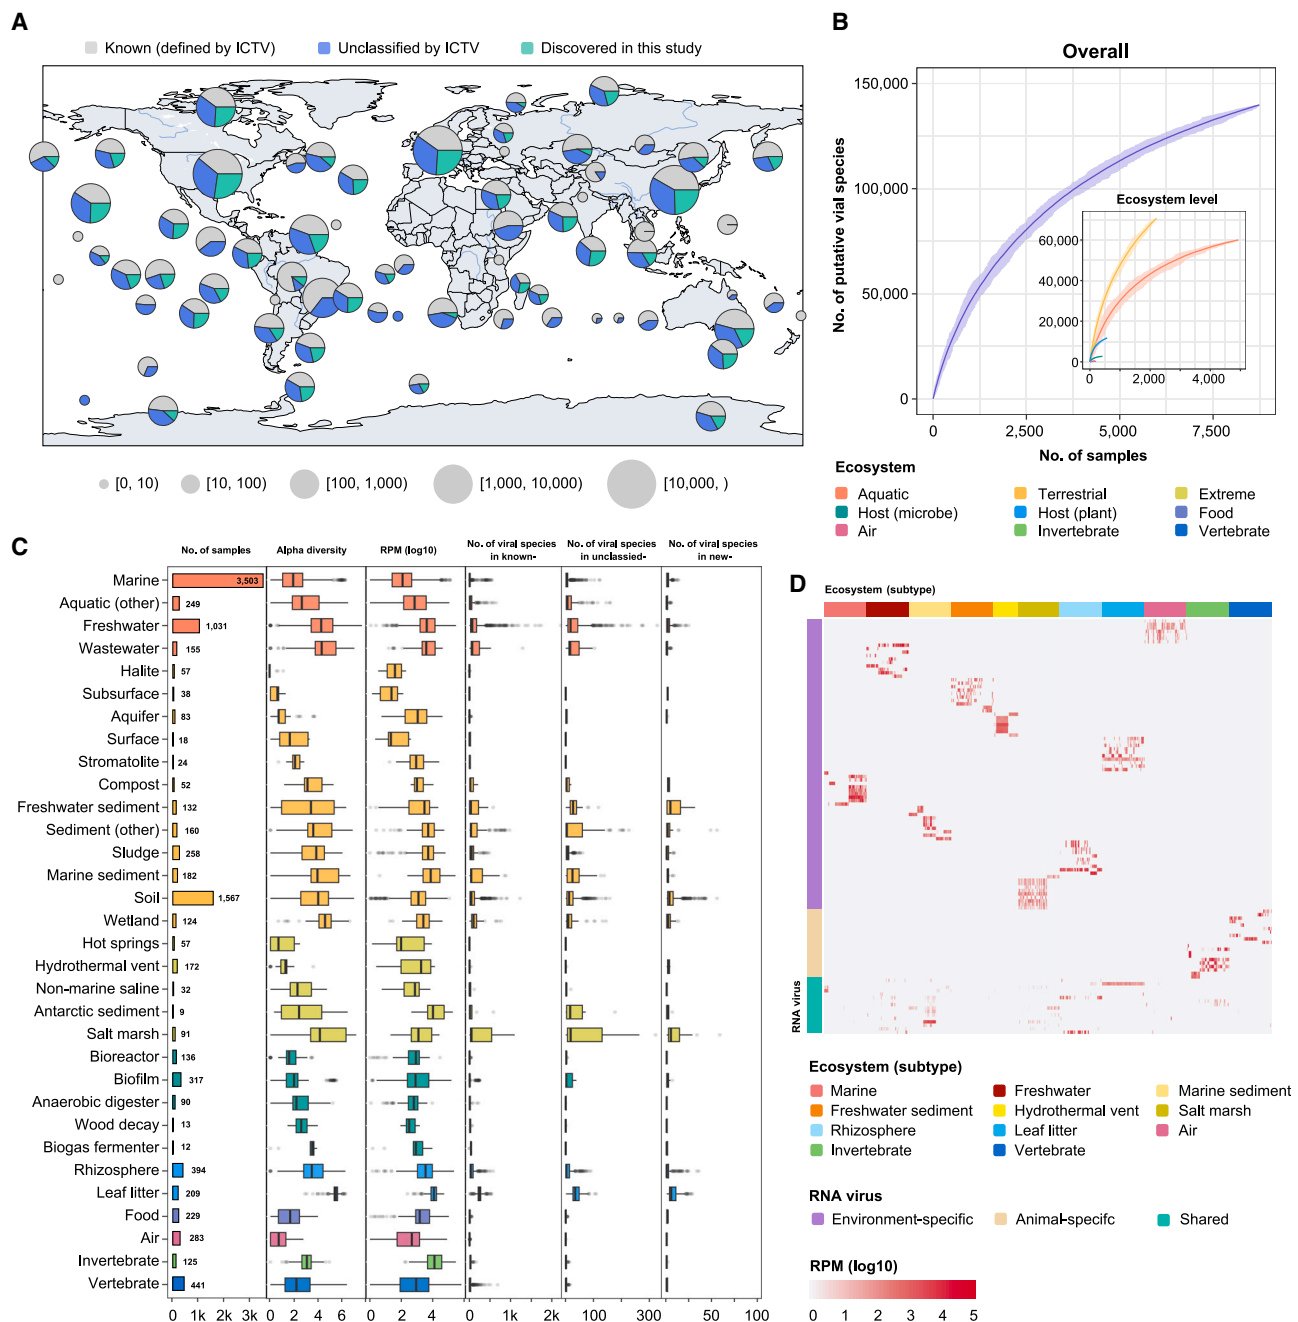 A
Known (defined by ICTV)
Unclassified by ICTV
Discovered in this study
[0, 10)
[10, 100)
[100, 1,000)
[1,000, 10,000)
[10,000, )
B
Overall
No. of putative vial species
150,000
100,000
50,000
0
Ecosystem level
60,000
40,000
20,000
0
0
2,000
4,000
0
2,500
5,000
7,500
No. of samples
Ecosystem
Aquatic
Terrestrial
Extreme
Host (microbe)
Host (plant)
Food
Air
Invertebrate
Vertebrate
C
No. of samples
Alpha diversity
RPM (log10)
No. of viral species in known-
No. of viral species in unclassied-
No. of viral species in new-
Marine 3,503
Aquatic (other) 249
Freshwater 1,031
Wastewater 155
Halite 57
Subsurface 38
Aquifer 83
Surface 18
Stromatolite 24
Compost 52
Freshwater sediment 132
Sediment (other) 160
Sludge 258
Marine sediment 182
Soil 1,567
Wetland 124
Hot springs 57
Hydrothermal vent 172
Non-marine saline 32
Antarctic sediment 9
Salt marsh 91
Bioreactor 136
Biofilm 317
Anaerobic digester 90
Wood decay 13
Biogas fermenter 12
Rhizosphere 394
Leaf litter 209
Food 229
Air 283
Invertebrate 125
Vertebrate 441
0 1k 2k 3k
0 2 4 6
0 2 4
0 1k 2k
100 300
0 50 100
D
Ecosystem (subtype)
RNA virus
Ecosystem (subtype)
Marine
Freshwater
Marine sediment
Freshwater sediment
Hydrothermal vent
Salt marsh
Rhizosphere
Leaf litter
Air
Invertebrate
Vertebrate
RNA virus
Environment-specific
Animal-specifc
Shared
RPM (log10)
0 1 2 3 4 5